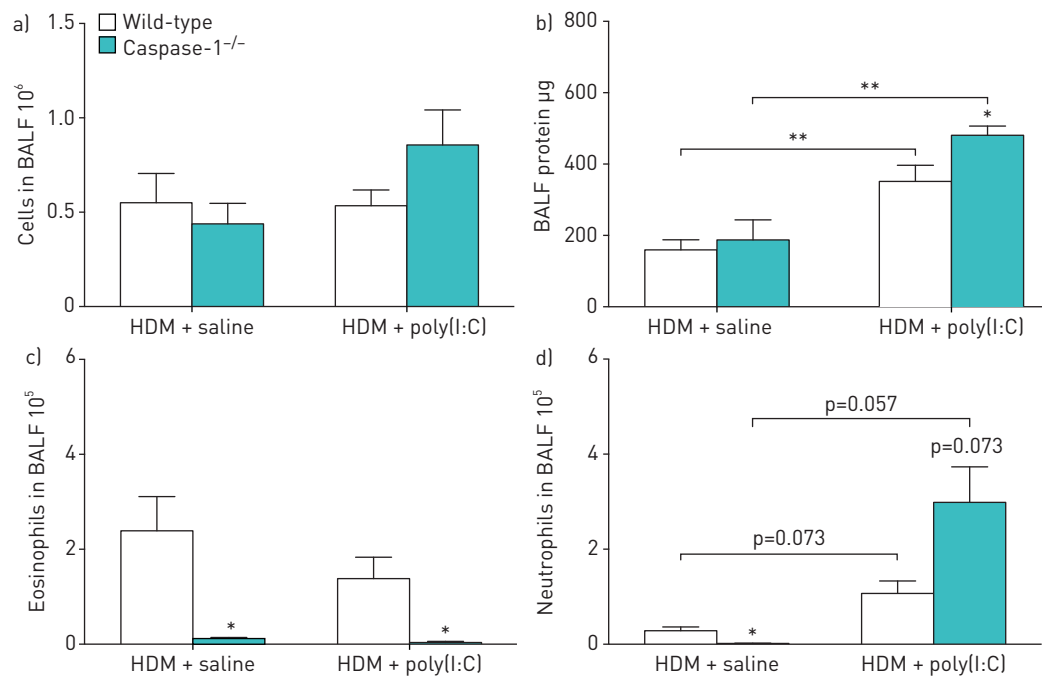 a)
Wild-type
Caspase-1⁻/⁻
Cells in BALF 10⁶
1.5
1.0
0.5
0
HDM + saline
HDM + poly(I:C)
b)
BALF protein µg
800
600
400
200
0
**
**
*
HDM + saline
HDM + poly(I:C)
c)
Eosinophils in BALF 10⁵
6
4
2
0
*
*
HDM + saline
HDM + poly(I:C)
d)
Neutrophils in BALF 10⁵
6
4
2
0
p=0.057
p=0.073
p=0.073
*
HDM + saline
HDM + poly(I:C)